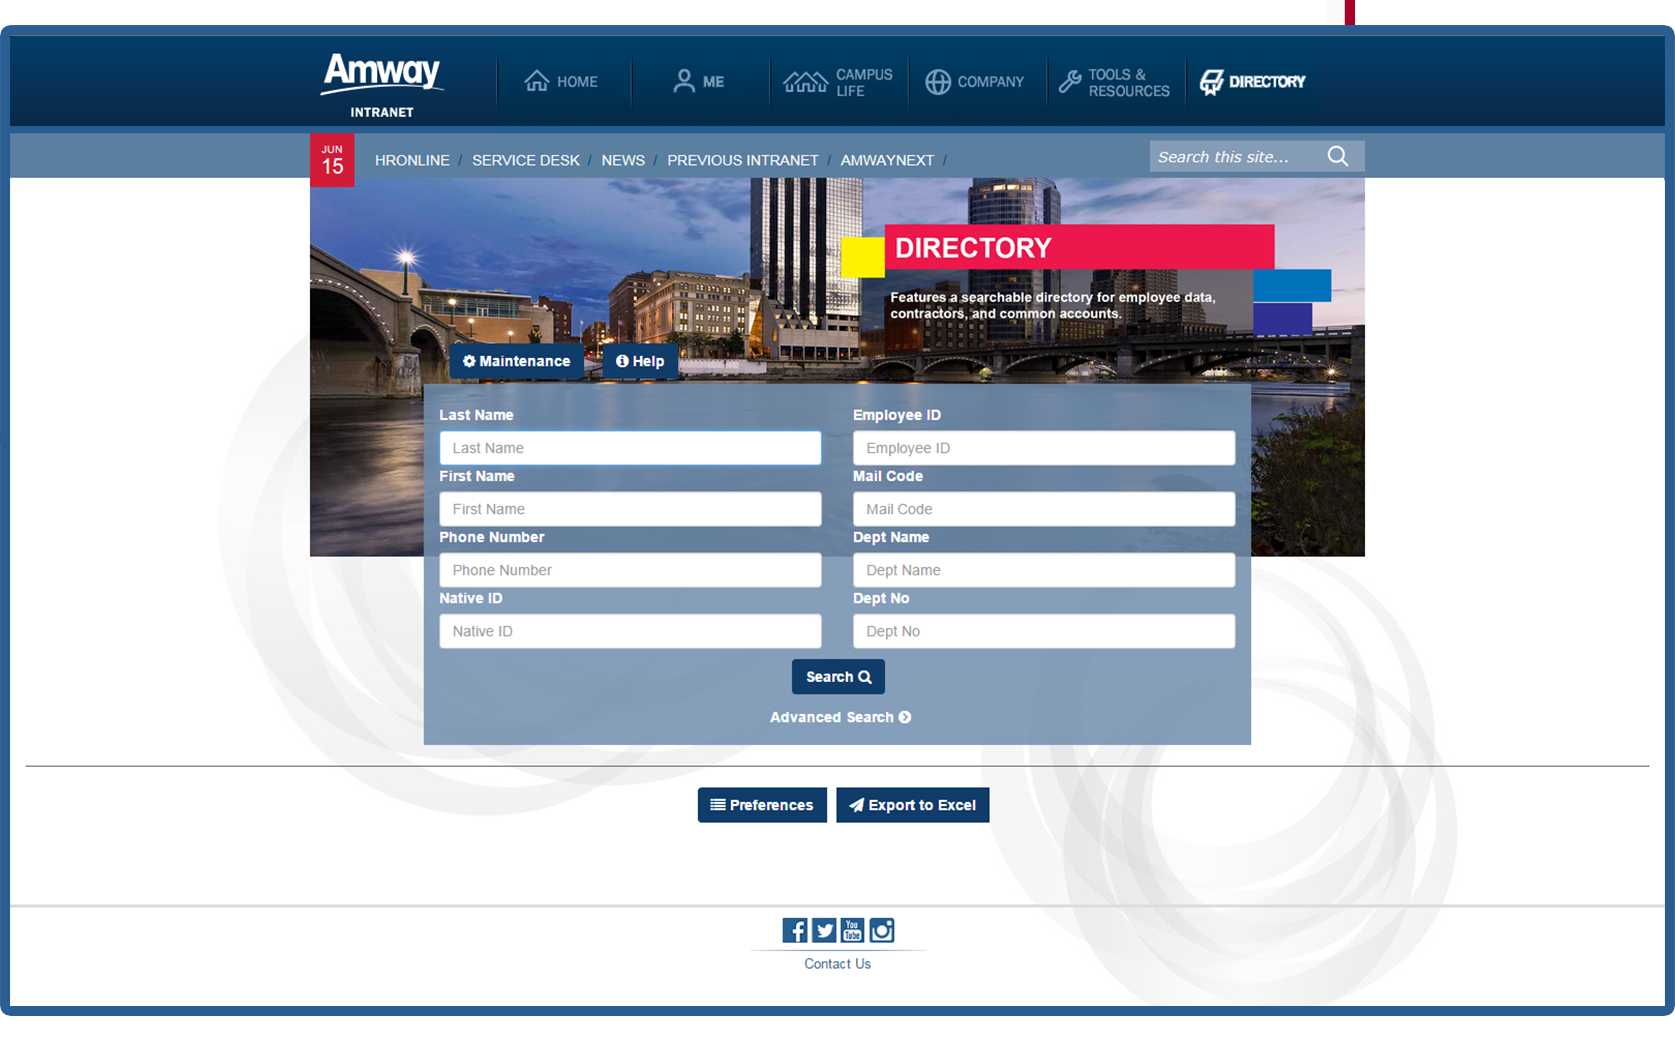 Amway
INTRANET
HOME
ME
CAMPUS
LIFE
COMPANY
TOOLS &
RESOURCES
DIRECTORY
JUN
15
HRONLINE / SERVICE DESK / NEWS / PREVIOUS INTRANET / AMWAYNEXT /
Search this site...
DIRECTORY
Features a searchable directory for employee data,
contractors, and common accounts.
Maintenance
Help
Last Name
Last Name
First Name
First Name
Phone Number
Phone Number
Native ID
Native ID
Employee ID
Employee ID
Mail Code
Mail Code
Dept Name
Dept Name
Dept No
Dept No
Search
Advanced Search
Preferences
Export to Excel
You
Tube
Contact Us